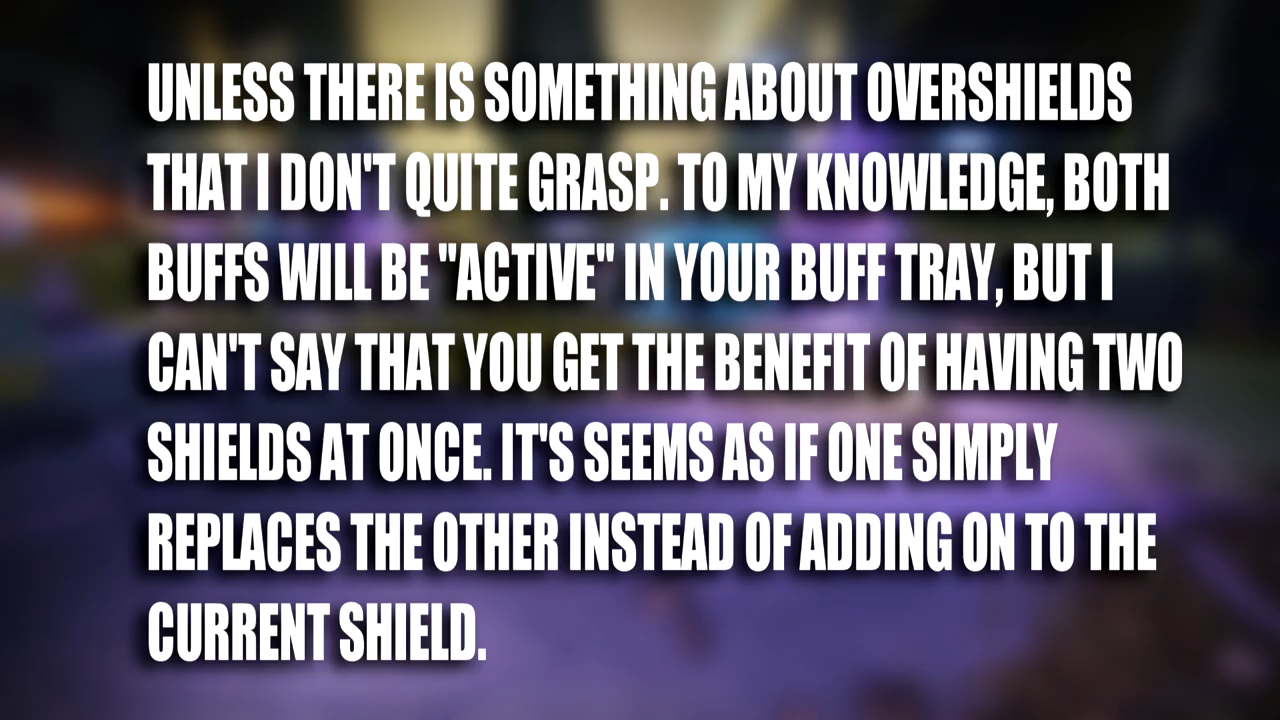 UNLESS THERE IS SOMETHING ABOUT OVERSHIELDS
THAT I DON'T QUITE GRASP. TO MY KNOWLEDGE, BOTH
BUFFS WILL BE "ACTIVE" IN YOUR BUFF TRAY, BUT I
CAN'T SAY THAT YOU GET THE BENEFIT OF HAVING TWO
SHIELDS AT ONCE. IT'S SEEMS AS IF ONE SIMPLY
REPLACES THE OTHER INSTEAD OF ADDING ON TO THE
CURRENT SHIELD.